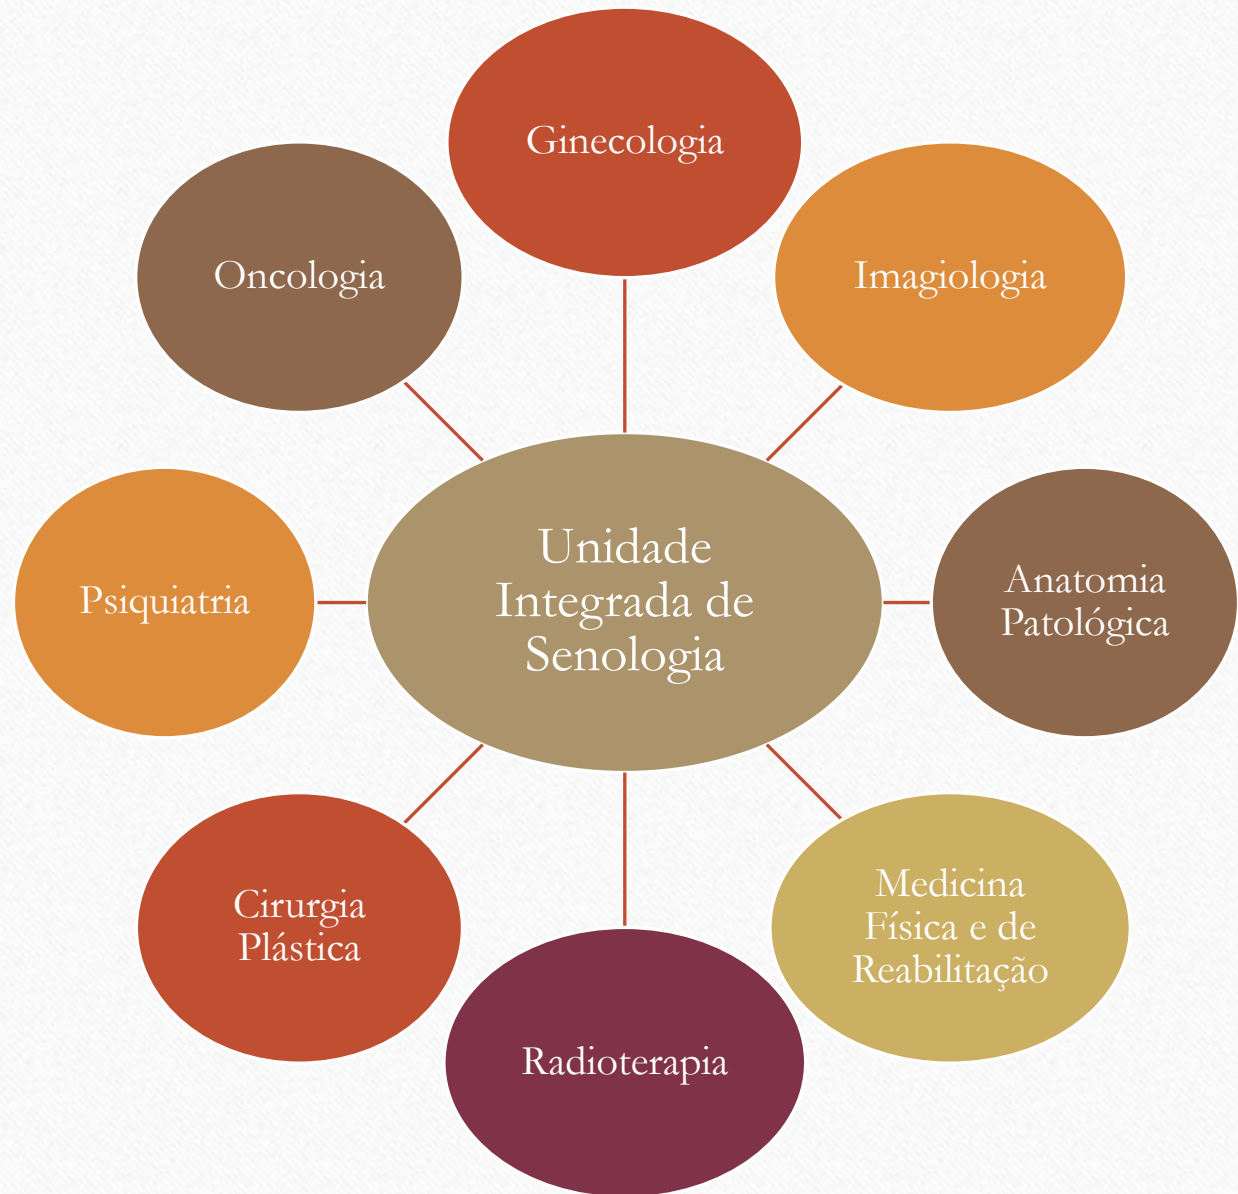 Ginecologia
Oncologia
Imagiologia
Unidade
Integrada de
Senologia
Psiquiatria
Anatomia
Patológica
Cirurgia
Plástica
Medicina
Física e de
Reabilitação
Radioterapia